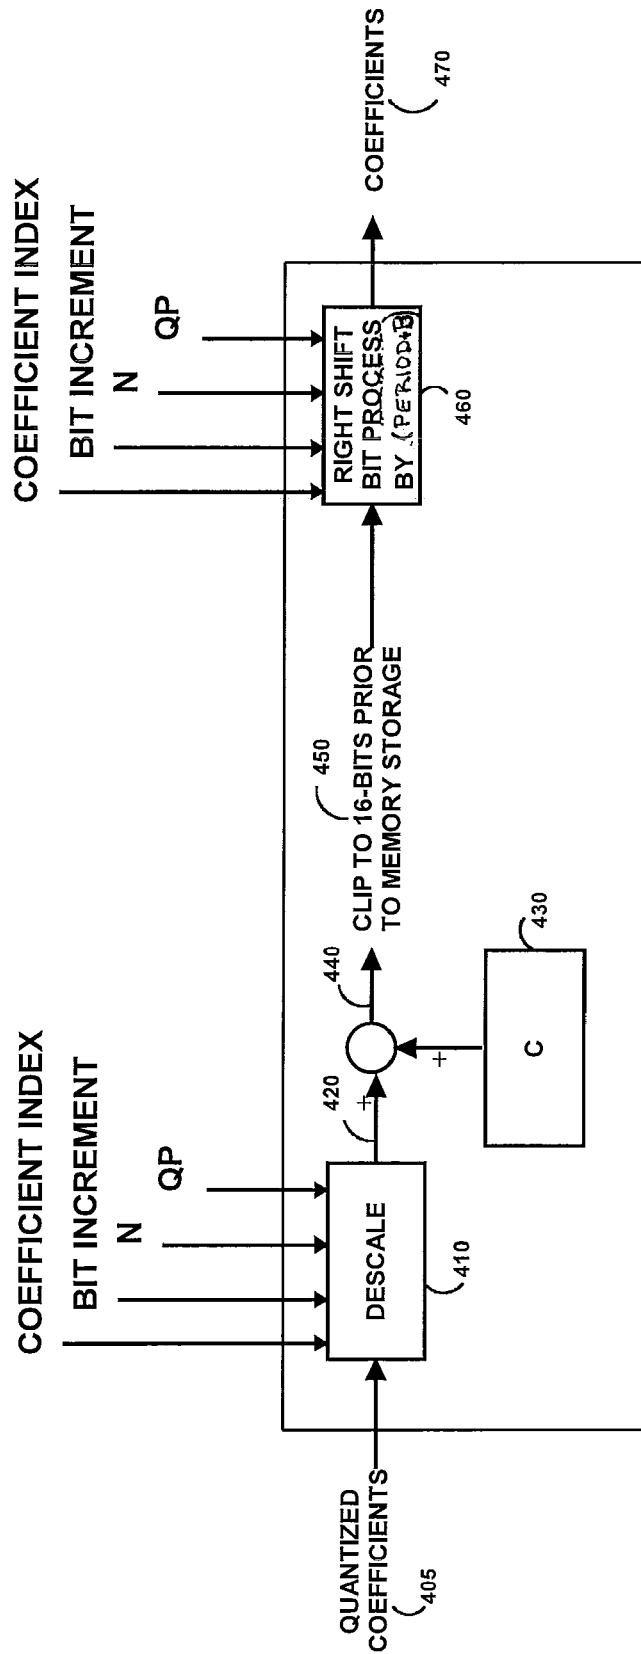 COEFFICIENT INDEX
BIT INCREMENT
N
QP
COEFFICIENT INDEX
BIT INCREMENT
N
QP
QUANTIZED
COEFFICIENTS
405
DESCALE
410
420
+
440
+
C
430
450
CLIP TO 16-BITS PRIOR
TO MEMORY STORAGE
RIGHT SHIFT
BIT PROCESS
BY (PERIOD+B)
460
COEFFICIENTS
470